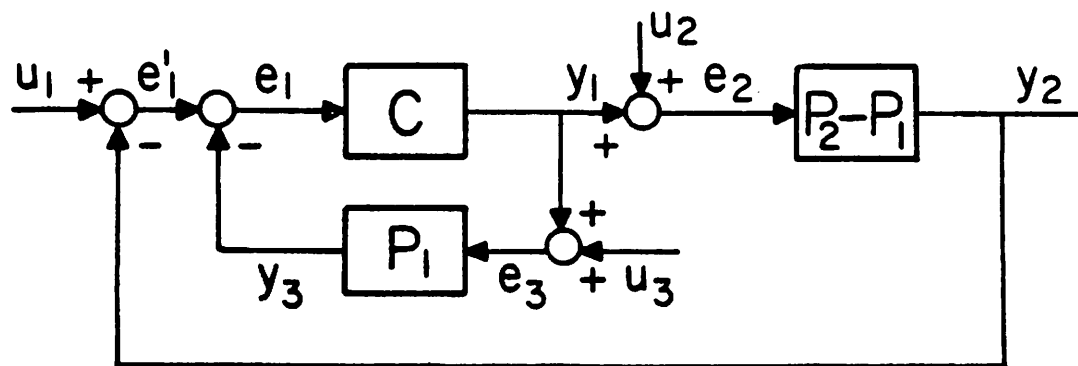 u₁ + e'₁ e₁ C y₁ u₂ + e₂ P₂−P₁ y₂
− − +
+
y₃ P₁ e₃ + u₃